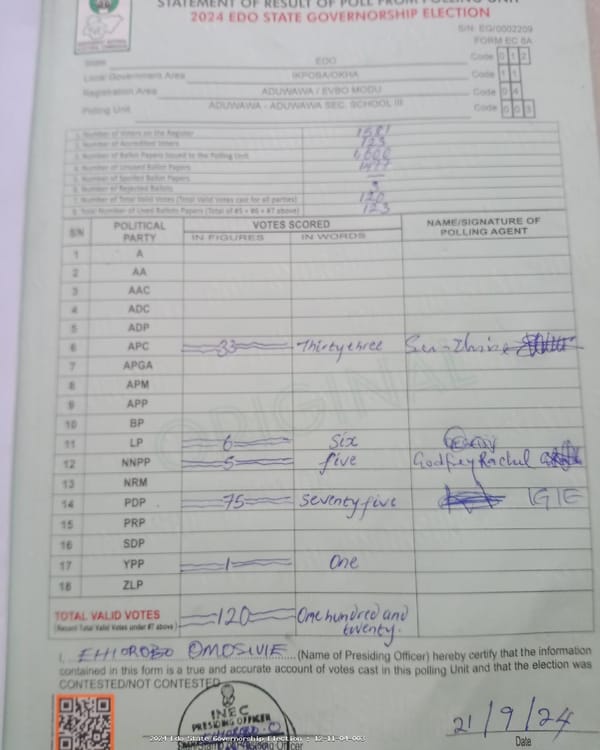 STATEMENT OF RESULT OF POLL FROM POLLING UNIT
2024 EDO STATE GOVERNORSHIP ELECTION
S/N: EG/0002209
FORM EC 8A
State EDO Code 0 1 2
Local Government Area IKPOBA/OKHA Code 1 1
Registration Area ADUWAWA / EVBO MODU Code 0 4
Polling Unit ADUWAWA - ADUWAWA SEC. SCHOOL III Code 0 0 3
1. Number of Voters on the Register 1581
2. Number of Accredited Voters 123
3. Number of Ballot Papers Issued to the Polling Unit
4. Number of Unused Ballot Papers 1477
5. Number of Spoiled Ballot Papers —
6. Number of Rejected Ballots 3
7. Number of Total Valid Votes (Total Valid Votes cast for all parties) 120
8. Total Number of Used Ballots Papers (Total of #5 + #6 + #7 above) 123
S/N POLITICAL PARTY VOTES SCORED NAME/SIGNATURE OF POLLING AGENT
IN FIGURES IN WORDS
1 A
2 AA
3 AAC
4 ADC
5 ADP
6 APC 33 Thirty three
7 APGA
8 APM
9 APP
10 BP
11 LP 6 Six
12 NNPP 5 five Godfrey Rachel
13 NRM
14 PDP 75 Seventy five IGIE
15 PRP
16 SDP
17 YPP 1 One
18 ZLP
ORIGINAL
TOTAL VALID VOTES 120 One hundred and
(Record Total Valid Votes under #7 above) twenty.
I, EHIOROBO OMOSIVIE (Name of Presiding Officer) hereby certify that the information
contained in this form is a true and accurate account of votes cast in this polling Unit and that the election was
CONTESTED/NOT CONTESTED
INEC
PRESIDING OFFICER
21/9/24
2024 Edo State Governorship Election : 12-11-04-003
Presiding Officer
Date